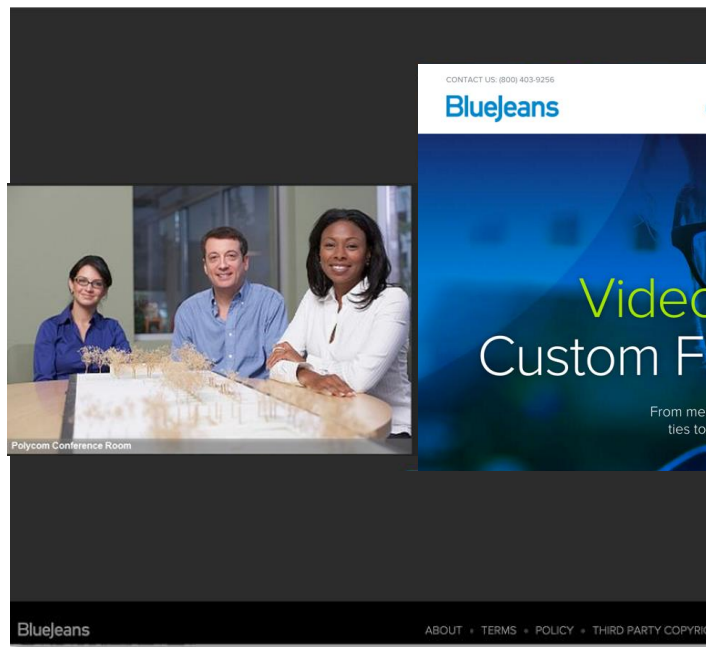 CONTACT US: (800) 403-9256
BlueJeans
Video
Custom F
From me
ties to
Polycom Conference Room
BlueJeans
ABOUT • TERMS • POLICY • THIRD PARTY COPYRIG